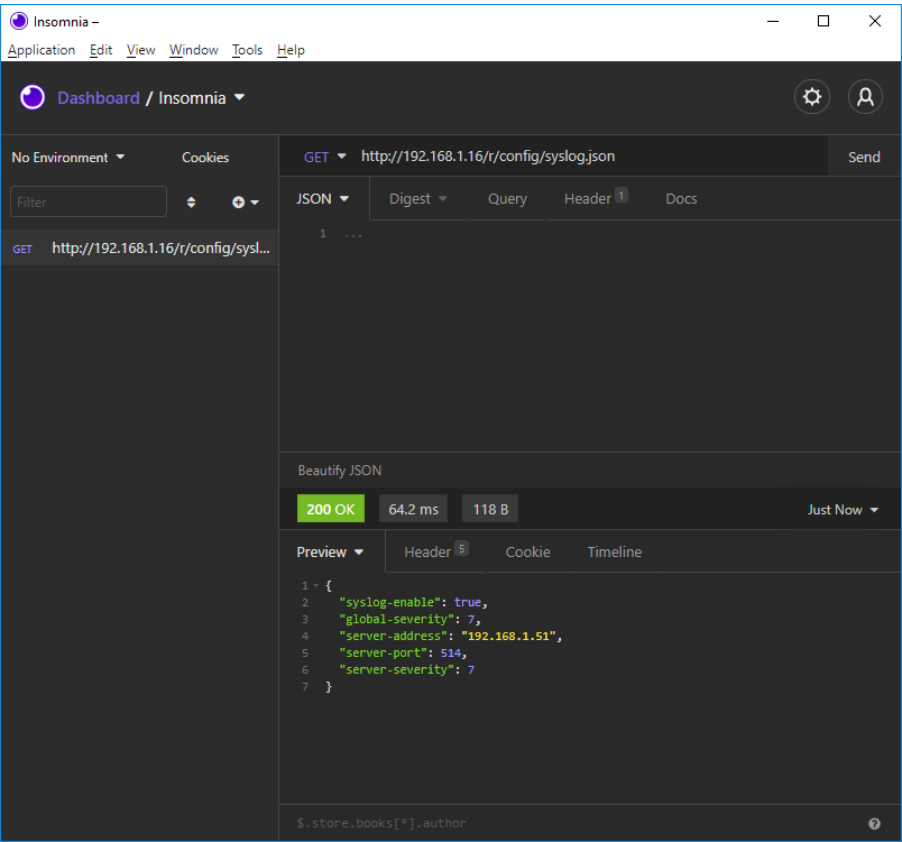 Insomnia –
Application Edit View Window Tools Help
Dashboard / Insomnia
No Environment Cookies
GET http://192.168.1.16/r/config/syslog.json Send
Filter
JSON Digest Query Header 1 Docs
GET http://192.168.1.16/r/config/sysl...
1 ...
Beautify JSON
200 OK 64.2 ms 118 B Just Now
Preview Header 5 Cookie Timeline
1 {
2 "syslog-enable": true,
3 "global-severity": 7,
4 "server-address": "192.168.1.51",
5 "server-port": 514,
6 "server-severity": 7
7 }
$.store.books[*].author